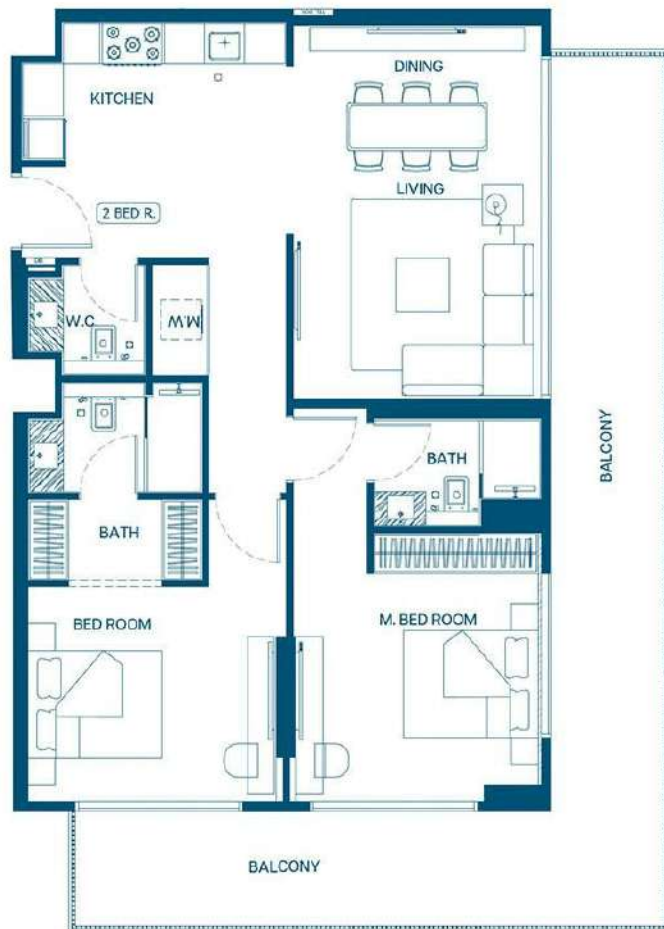 DINING
KITCHEN
LIVING
2 BED R.
W.C
W.M
BATH
BALCONY
BATH
BED ROOM
M. BED ROOM
BALCONY